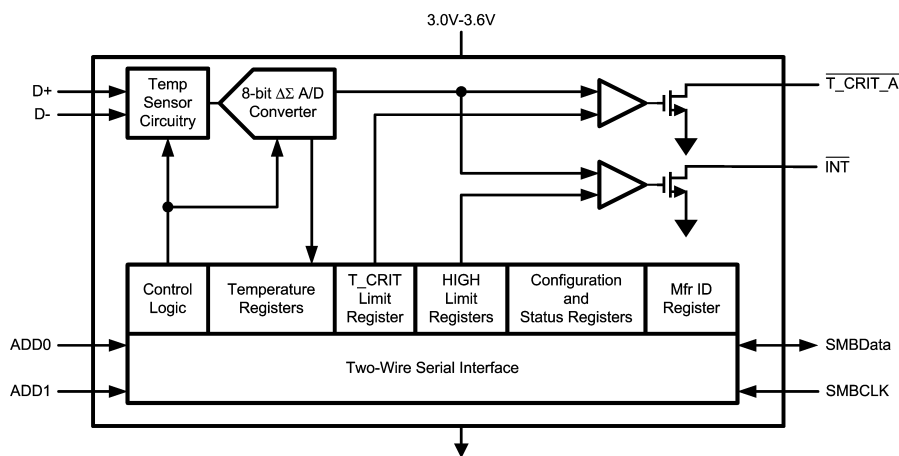 3.0V-3.6V
D+
D-
Temp
Sensor
Circuitry
8-bit ΔΣ A/D
Converter
T_CRIT_A
INT
Control
Logic
Temperature
Registers
T_CRIT
Limit
Register
HIGH
Limit
Registers
Configuration
and
Status Registers
Mfr ID
Register
ADD0
ADD1
Two-Wire Serial Interface
SMBData
SMBCLK